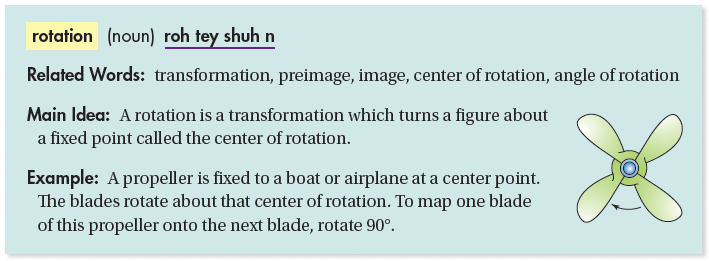 rotation (noun) roh tey shuh n
Related Words: transformation, preimage, image, center of rotation, angle of rotation
Main Idea: A rotation is a transformation which turns a figure about
a fixed point called the center of rotation.
Example: A propeller is fixed to a boat or airplane at a center point.
The blades rotate about that center of rotation. To map one blade
of this propeller onto the next blade, rotate 90°.